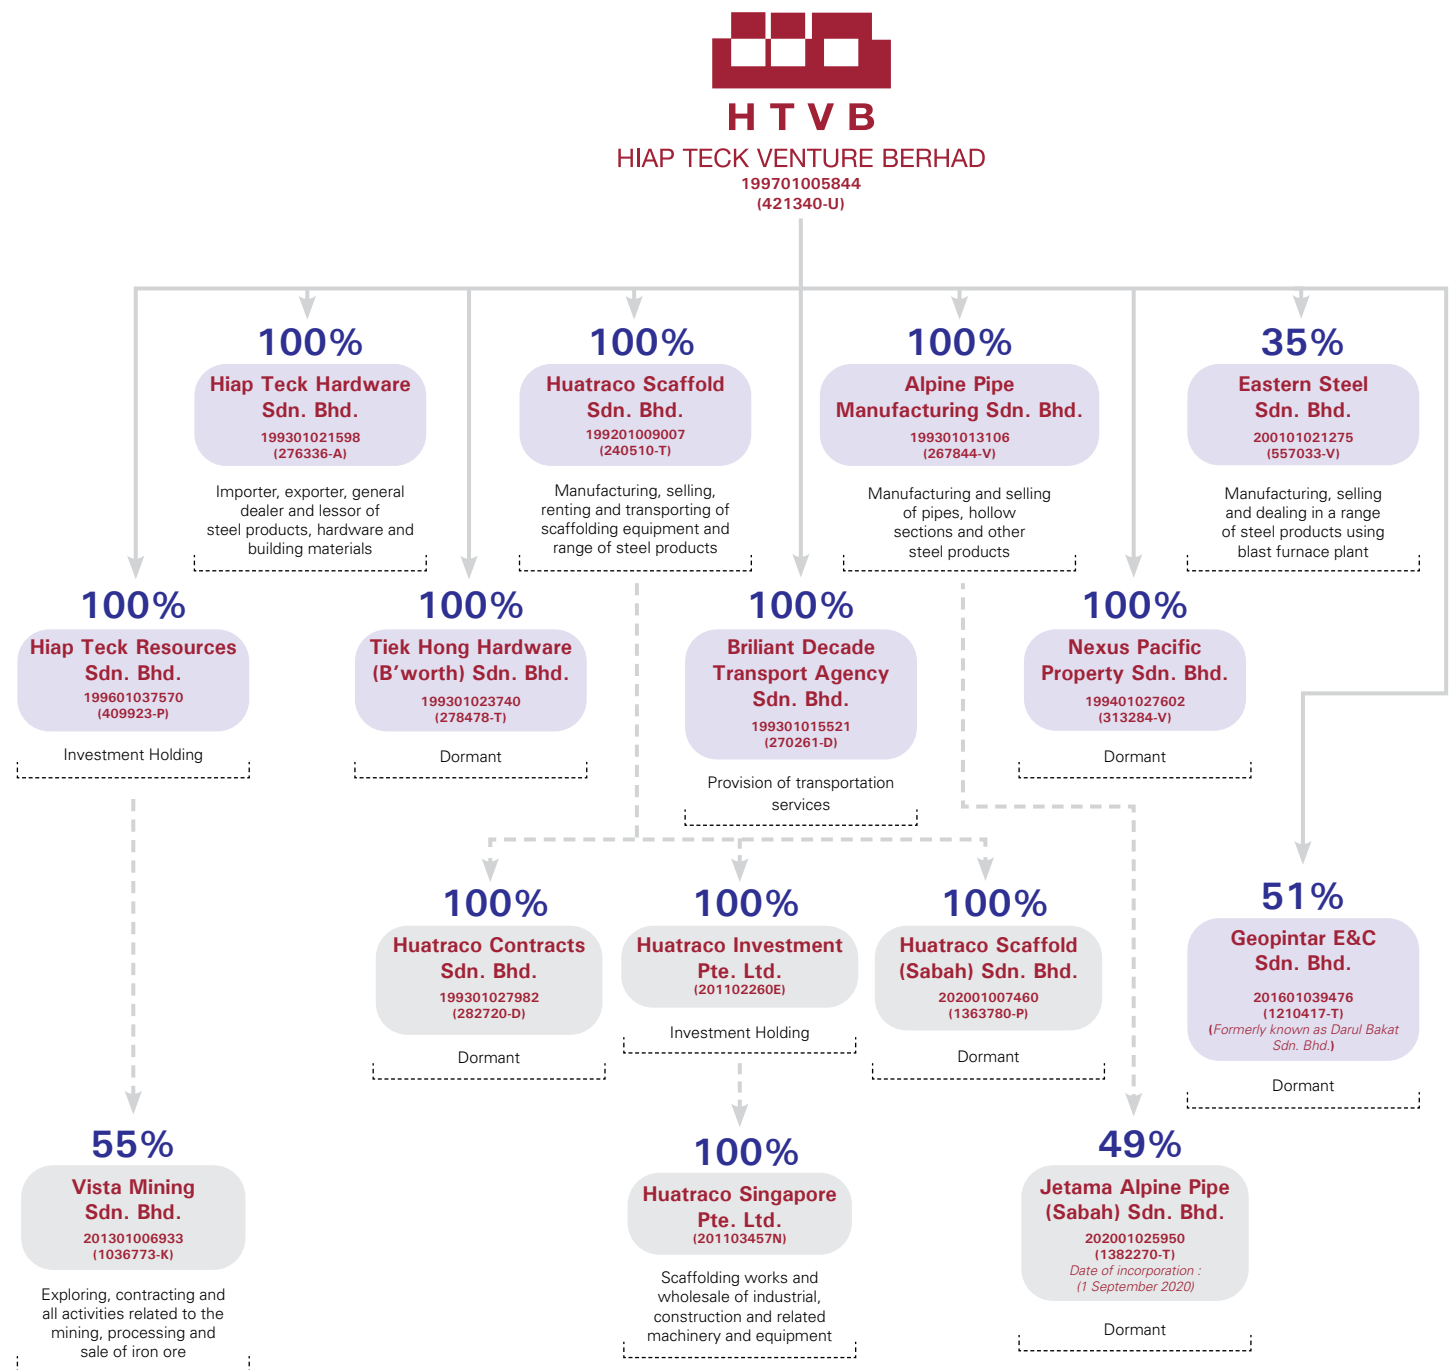 HTVB
HIAP TECK VENTURE BERHAD
199701005844
(421340-U)
100%
Hiap Teck Hardware
Sdn. Bhd.
199301021598
(276336-A)
Importer, exporter, general
dealer and lessor of
steel products, hardware and
building materials
100%
Huatraco Scaffold
Sdn. Bhd.
199201009007
(240510-T)
Manufacturing, selling,
renting and transporting of
scaffolding equipment and
range of steel products
100%
Alpine Pipe
Manufacturing Sdn. Bhd.
199301013106
(267844-V)
Manufacturing and selling
of pipes, hollow
sections and other
steel products
35%
Eastern Steel
Sdn. Bhd.
200101021275
(557033-V)
Manufacturing, selling
and dealing in a range
of steel products using
blast furnace plant
100%
Hiap Teck Resources
Sdn. Bhd.
199601037570
(409923-P)
Investment Holding
100%
Tiek Hong Hardware
(B’worth) Sdn. Bhd.
199301023740
(278478-T)
Dormant
100%
Briliant Decade
Transport Agency
Sdn. Bhd.
199301015521
(270261-D)
Provision of transportation
services
100%
Nexus Pacific
Property Sdn. Bhd.
199401027602
(313284-V)
Dormant
100%
Huatraco Contracts
Sdn. Bhd.
199301027982
(282720-D)
Dormant
100%
Huatraco Investment
Pte. Ltd.
(201102260E)
Investment Holding
100%
Huatraco Scaffold
(Sabah) Sdn. Bhd.
202001007460
(1363780-P)
Dormant
51%
Geopintar E&C
Sdn. Bhd.
201601039476
(1210417-T)
(Formerly known as Darul Bakat
Sdn. Bhd.)
Dormant
55%
Vista Mining
Sdn. Bhd.
201301006933
(1036773-K)
Exploring, contracting and
all activities related to the
mining, processing and
sale of iron ore
100%
Huatraco Singapore
Pte. Ltd.
(201103457N)
Scaffolding works and
wholesale of industrial,
construction and related
machinery and equipment
49%
Jetama Alpine Pipe
(Sabah) Sdn. Bhd.
202001025950
(1382270-T)
Date of incorporation :
(1 September 2020)
Dormant